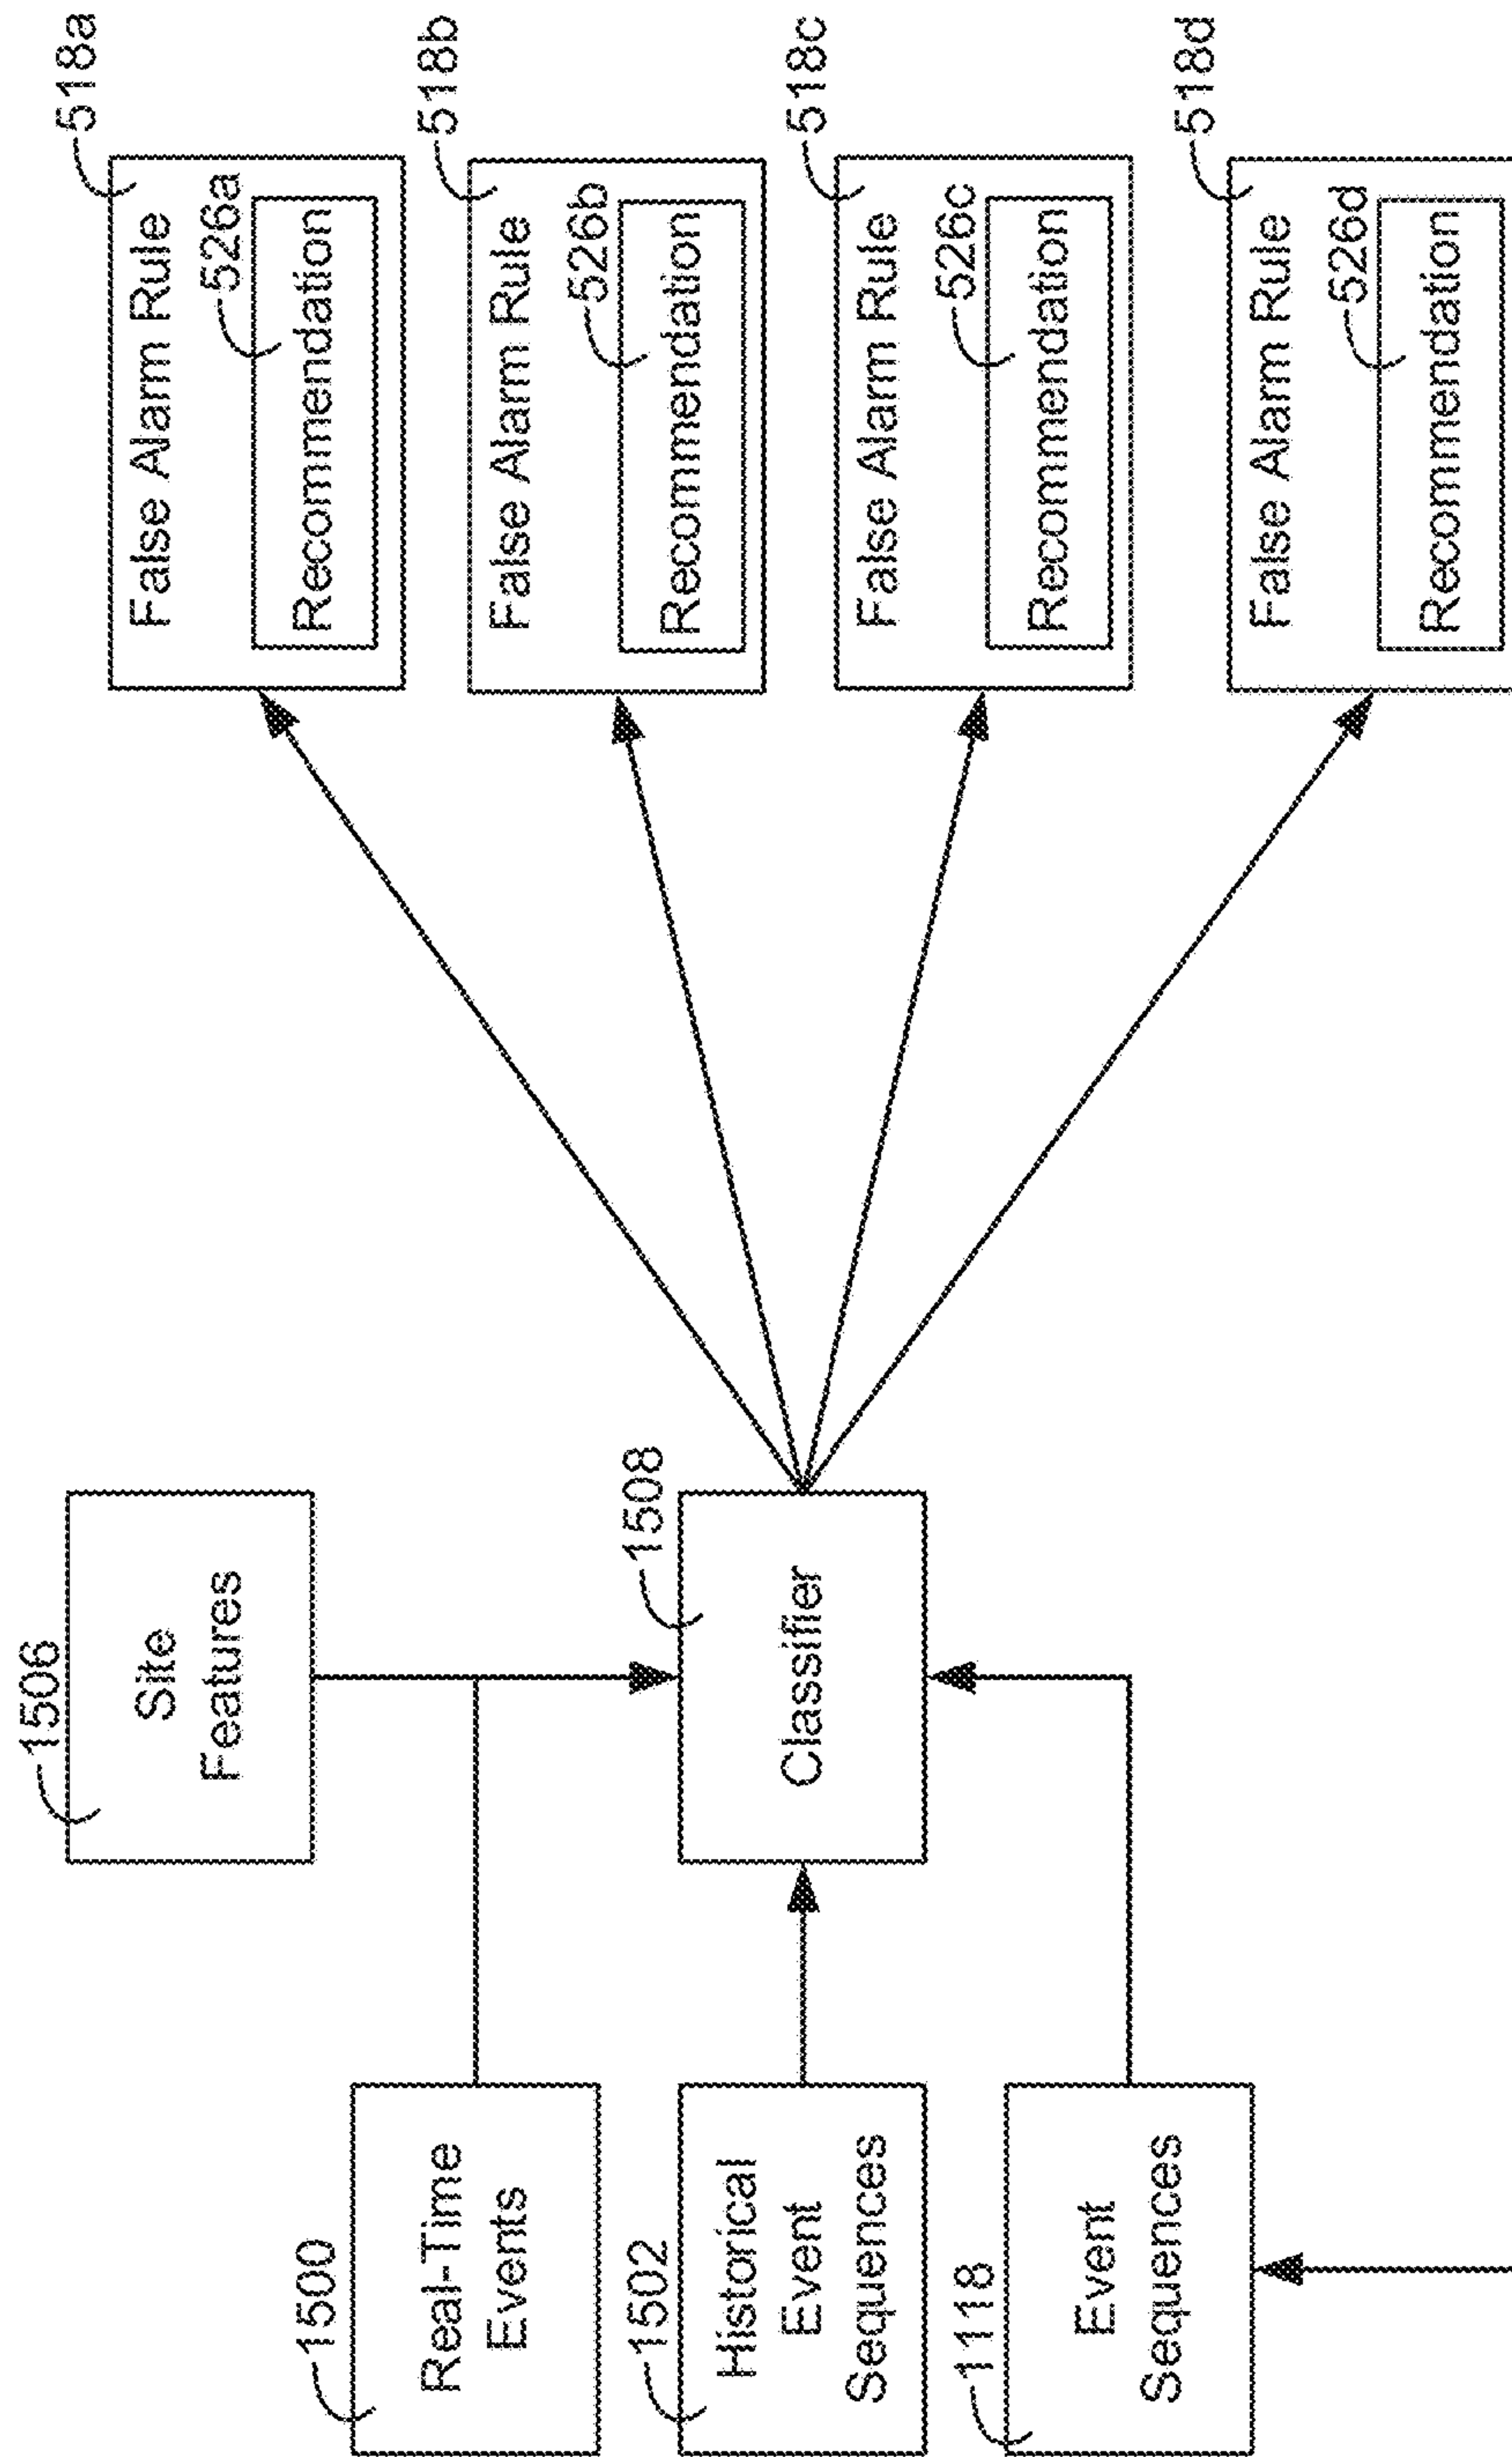 1506
Site
Features
1500
Real-Time
Events
1502
Historical
Event
Sequences
1118
Event
Sequences
1508
Classifier
518a
False Alarm Rule
526a
Recommendation
518b
False Alarm Rule
526b
Recommendation
518c
False Alarm Rule
526c
Recommendation
518d
False Alarm Rule
526d
Recommendation